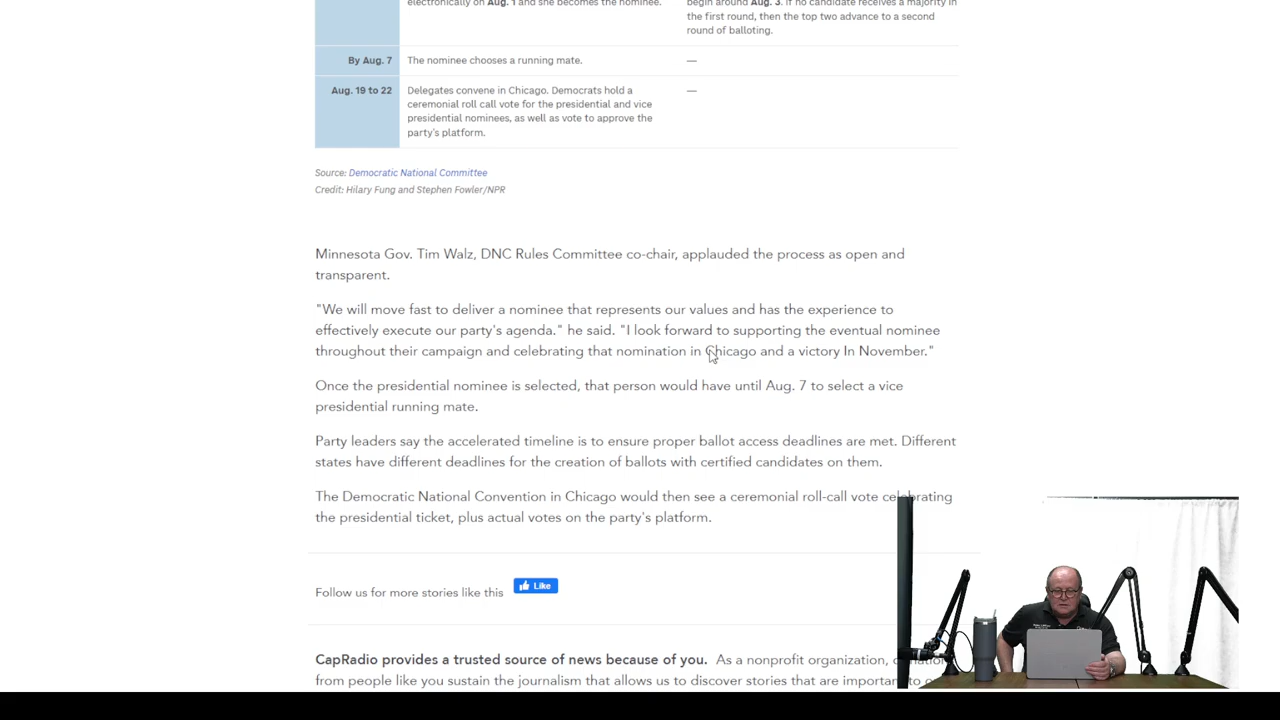 electronically on Aug. 1 and she becomes the nominee.
begin around Aug. 3. If no candidate receives a majority in
the first round, then the top two advance to a second
round of balloting.
By Aug. 7
The nominee chooses a running mate.
—
Aug. 19 to 22
Delegates convene in Chicago. Democrats hold a
ceremonial roll call vote for the presidential and vice
presidential nominees, as well as vote to approve the
party's platform.
—
Source: Democratic National Committee
Credit: Hilary Fung and Stephen Fowler/NPR
Minnesota Gov. Tim Walz, DNC Rules Committee co-chair, applauded the process as open and
transparent.
"We will move fast to deliver a nominee that represents our values and has the experience to
effectively execute our party's agenda." he said. "I look forward to supporting the eventual nominee
throughout their campaign and celebrating that nomination in Chicago and a victory In November."
Once the presidential nominee is selected, that person would have until Aug. 7 to select a vice
presidential running mate.
Party leaders say the accelerated timeline is to ensure proper ballot access deadlines are met. Different
states have different deadlines for the creation of ballots with certified candidates on them.
The Democratic National Convention in Chicago would then see a ceremonial roll-call vote celebrating
the presidential ticket, plus actual votes on the party's platform.
Follow us for more stories like this
Like
CapRadio provides a trusted source of news because of you. As a nonprofit organization,
from people like you sustain the journalism that allows us to discover stories that are important to